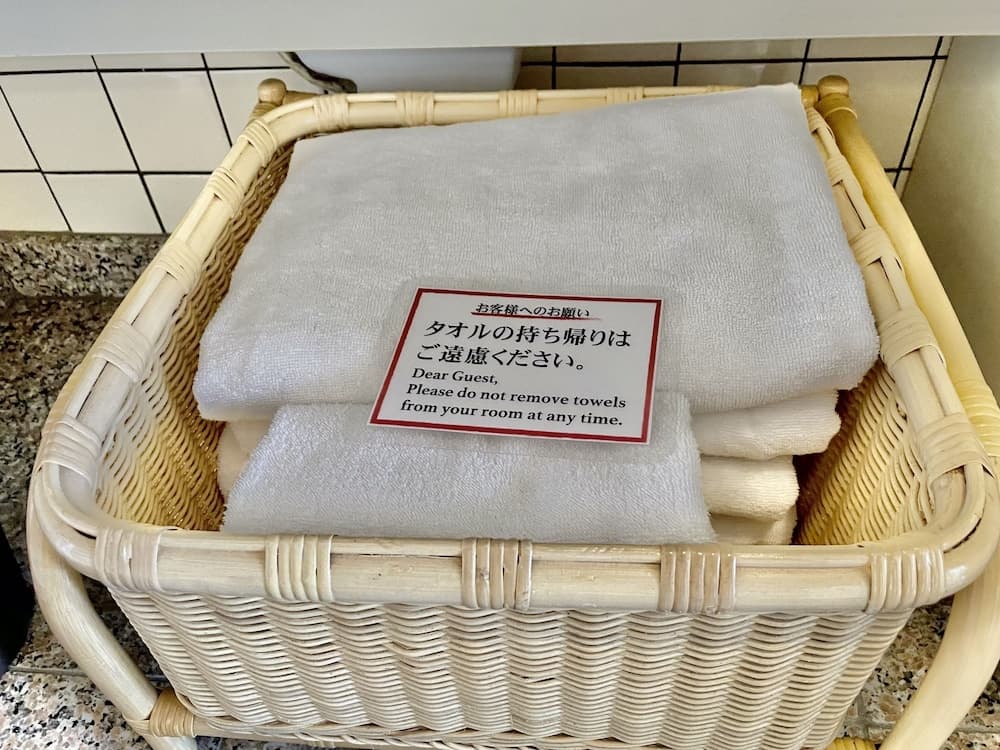 お客様へのお願い
タオルの持ち帰りは
ご遠慮ください。
Dear Guest,
Please do not remove towels
from your room at any time.